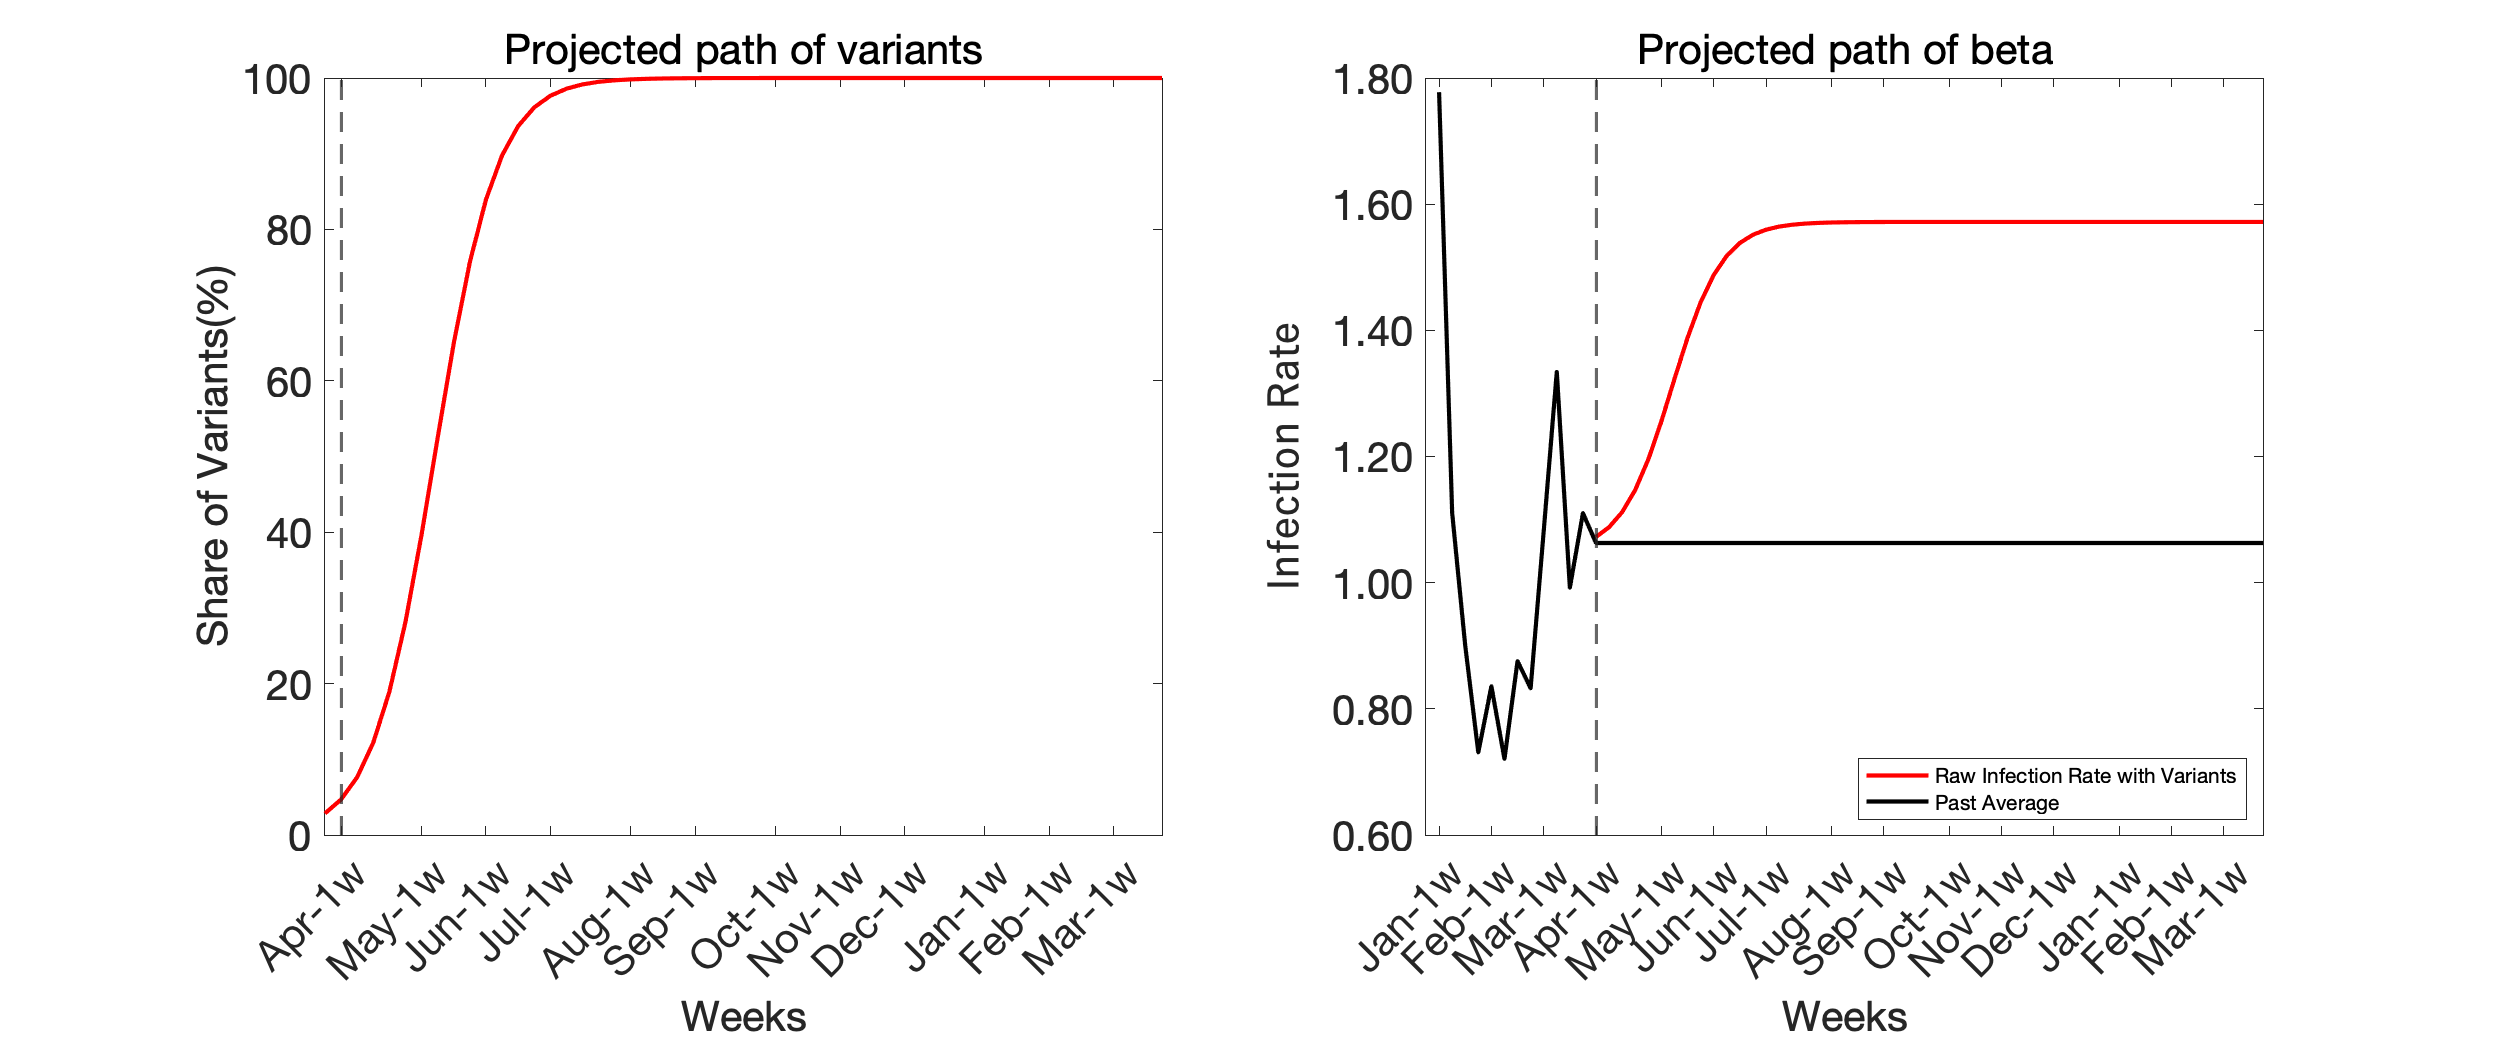 Projected path of variants
100
80
60
40
20
0
Share of Variants(%)
Apr-1w
May-1w
Jun-1w
Jul-1w
Aug-1w
Sep-1w
Oct-1w
Nov-1w
Dec-1w
Jan-1w
Feb-1w
Mar-1w
Weeks
Projected path of beta
1.80
1.60
1.40
1.20
1.00
0.80
0.60
Infection Rate
Raw Infection Rate with Variants
Past Average
Jan-1w
Feb-1w
Mar-1w
Apr-1w
May-1w
Jun-1w
Jul-1w
Aug-1w
Sep-1w
Oct-1w
Nov-1w
Dec-1w
Jan-1w
Feb-1w
Mar-1w
Weeks